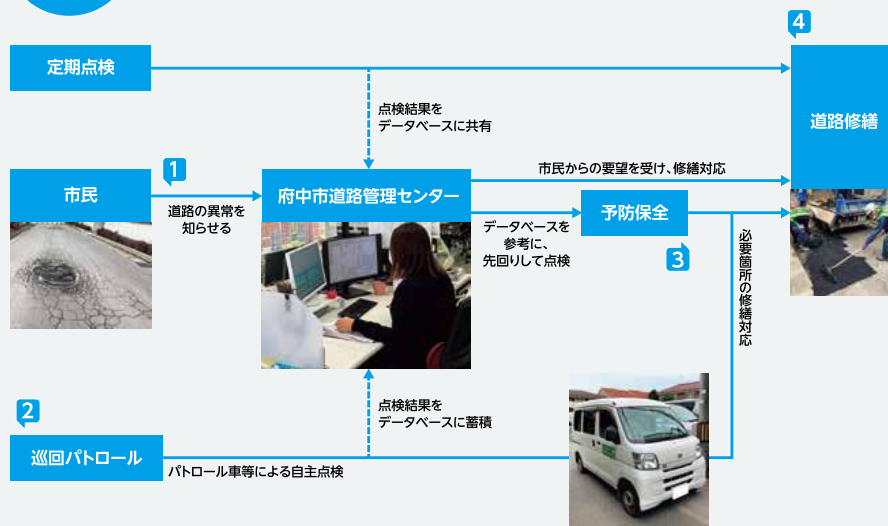 4
定期点検
点検結果を
データベースに共有
道路修繕
1
市民
道路の異常を
知らせる
府中市道路管理センター
市民からの要望を受け、修繕対応
データベースを
参考に、
先回りして点検
予防保全
3
必要箇所の修繕対応
2
点検結果を
データベースに蓄積
巡回パトロール
パトロール車等による自主点検